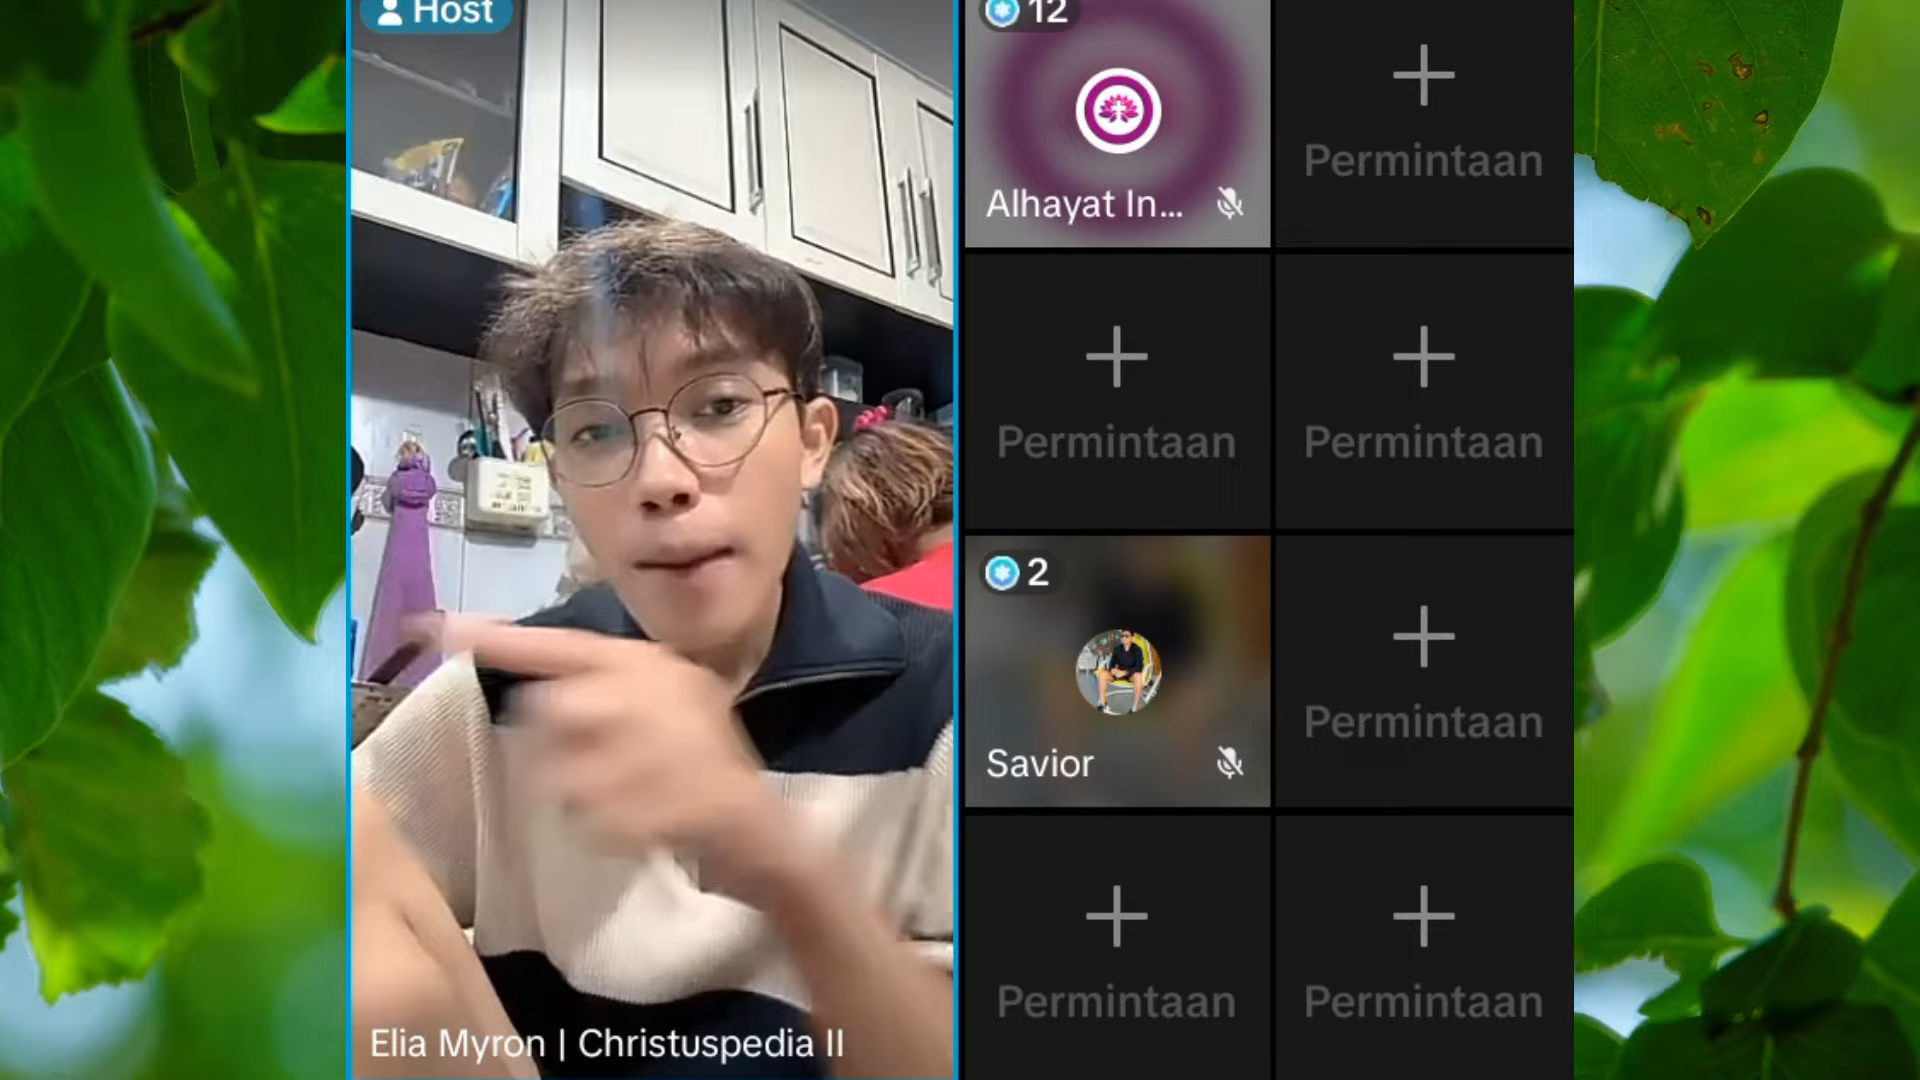 Host
Elia Myron | Christuspedia II
12
Alhayat In...
Permintaan
Permintaan
Permintaan
2
Savior
Permintaan
Permintaan
Permintaan